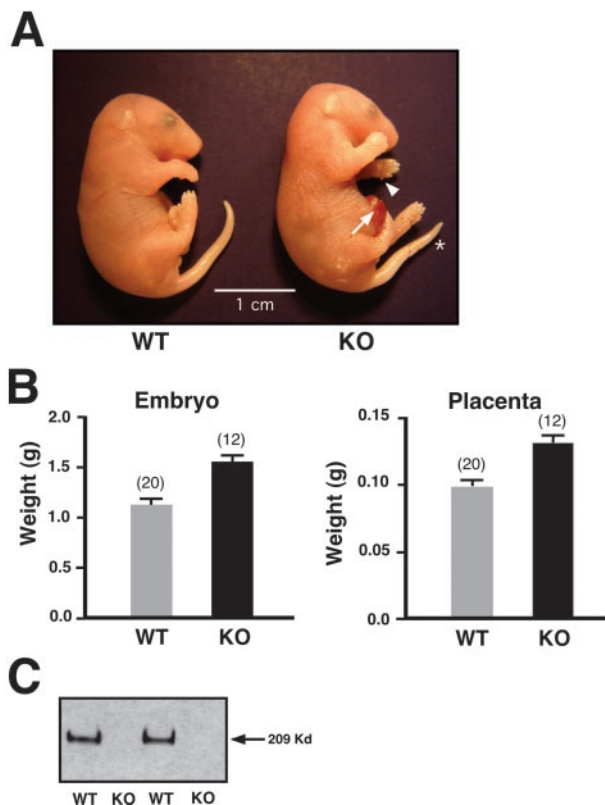 A
1 cm
*
WT KO
B
Embryo
Weight (g)
2.0
1.5
1.0
0.5
0.0
(20)
(12)
WT KO
Placenta
Weight (g)
0.15
0.10
0.05
0.0
(20)
(12)
WT KO
C
209 Kd
WT KO WT KO